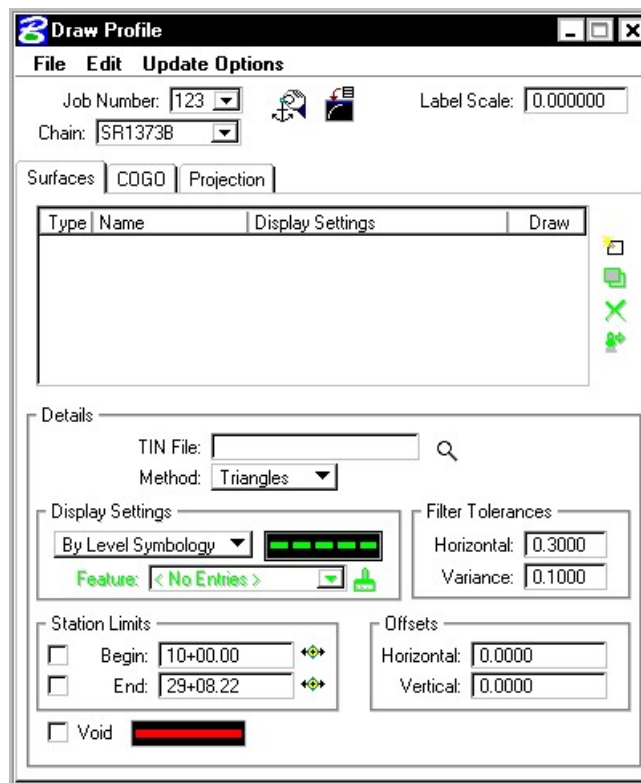 Draw Profile
File Edit Update Options
Job Number: 123
Label Scale: 0.000000
Chain: SR1373B
Surfaces COGO Projection
Type Name Display Settings Draw
Details
TIN File:
Method: Triangles
Display Settings
By Level Symbology
Feature: < No Entries >
Filter Tolerances
Horizontal: 0.3000
Variance: 0.1000
Station Limits
Begin: 10+00.00
End: 29+08.22
Offsets
Horizontal: 0.0000
Vertical: 0.0000
Void